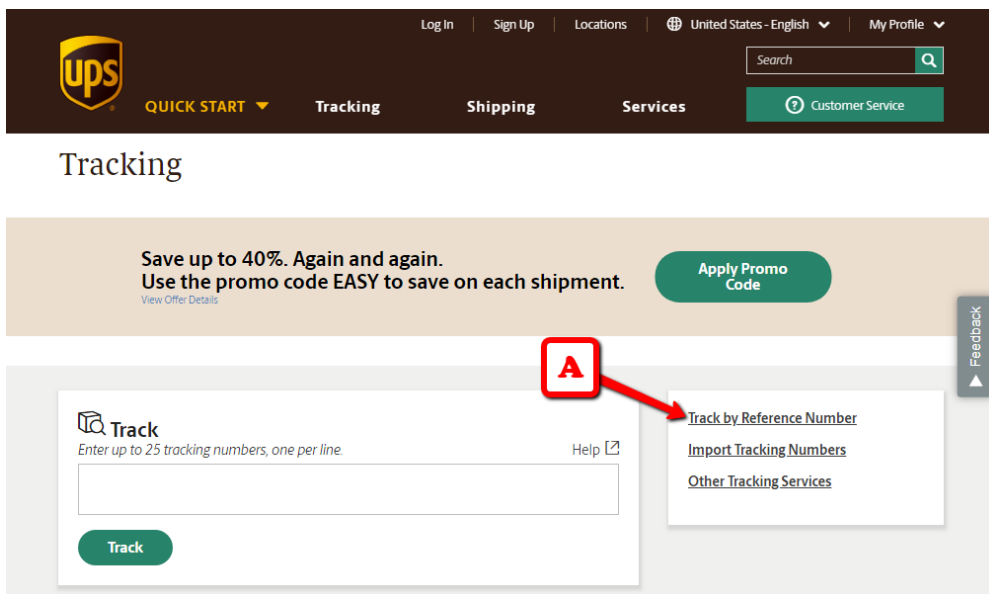 Log In Sign Up Locations United States - English My Profile
ups
Search
QUICK START Tracking Shipping Services
Customer Service
Tracking
Save up to 40%. Again and again.
Use the promo code EASY to save on each shipment.
View Offer Details
Apply Promo
Code
Feedback
A
Track
Enter up to 25 tracking numbers, one per line.
Help
Track
Track by Reference Number
Import Tracking Numbers
Other Tracking Services